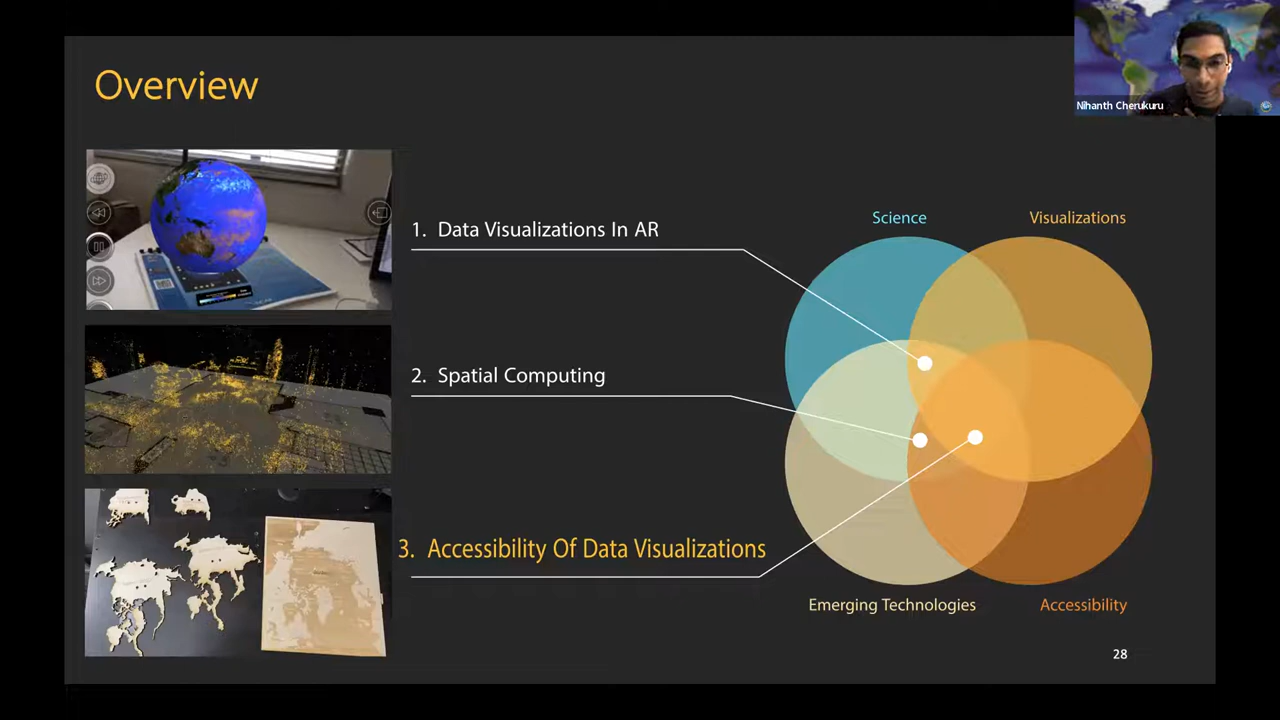 Overview
Nihanth Cherukuru
1. Data Visualizations In AR
2. Spatial Computing
3. Accessibility Of Data Visualizations
Science
Visualizations
Emerging Technologies
Accessibility
28